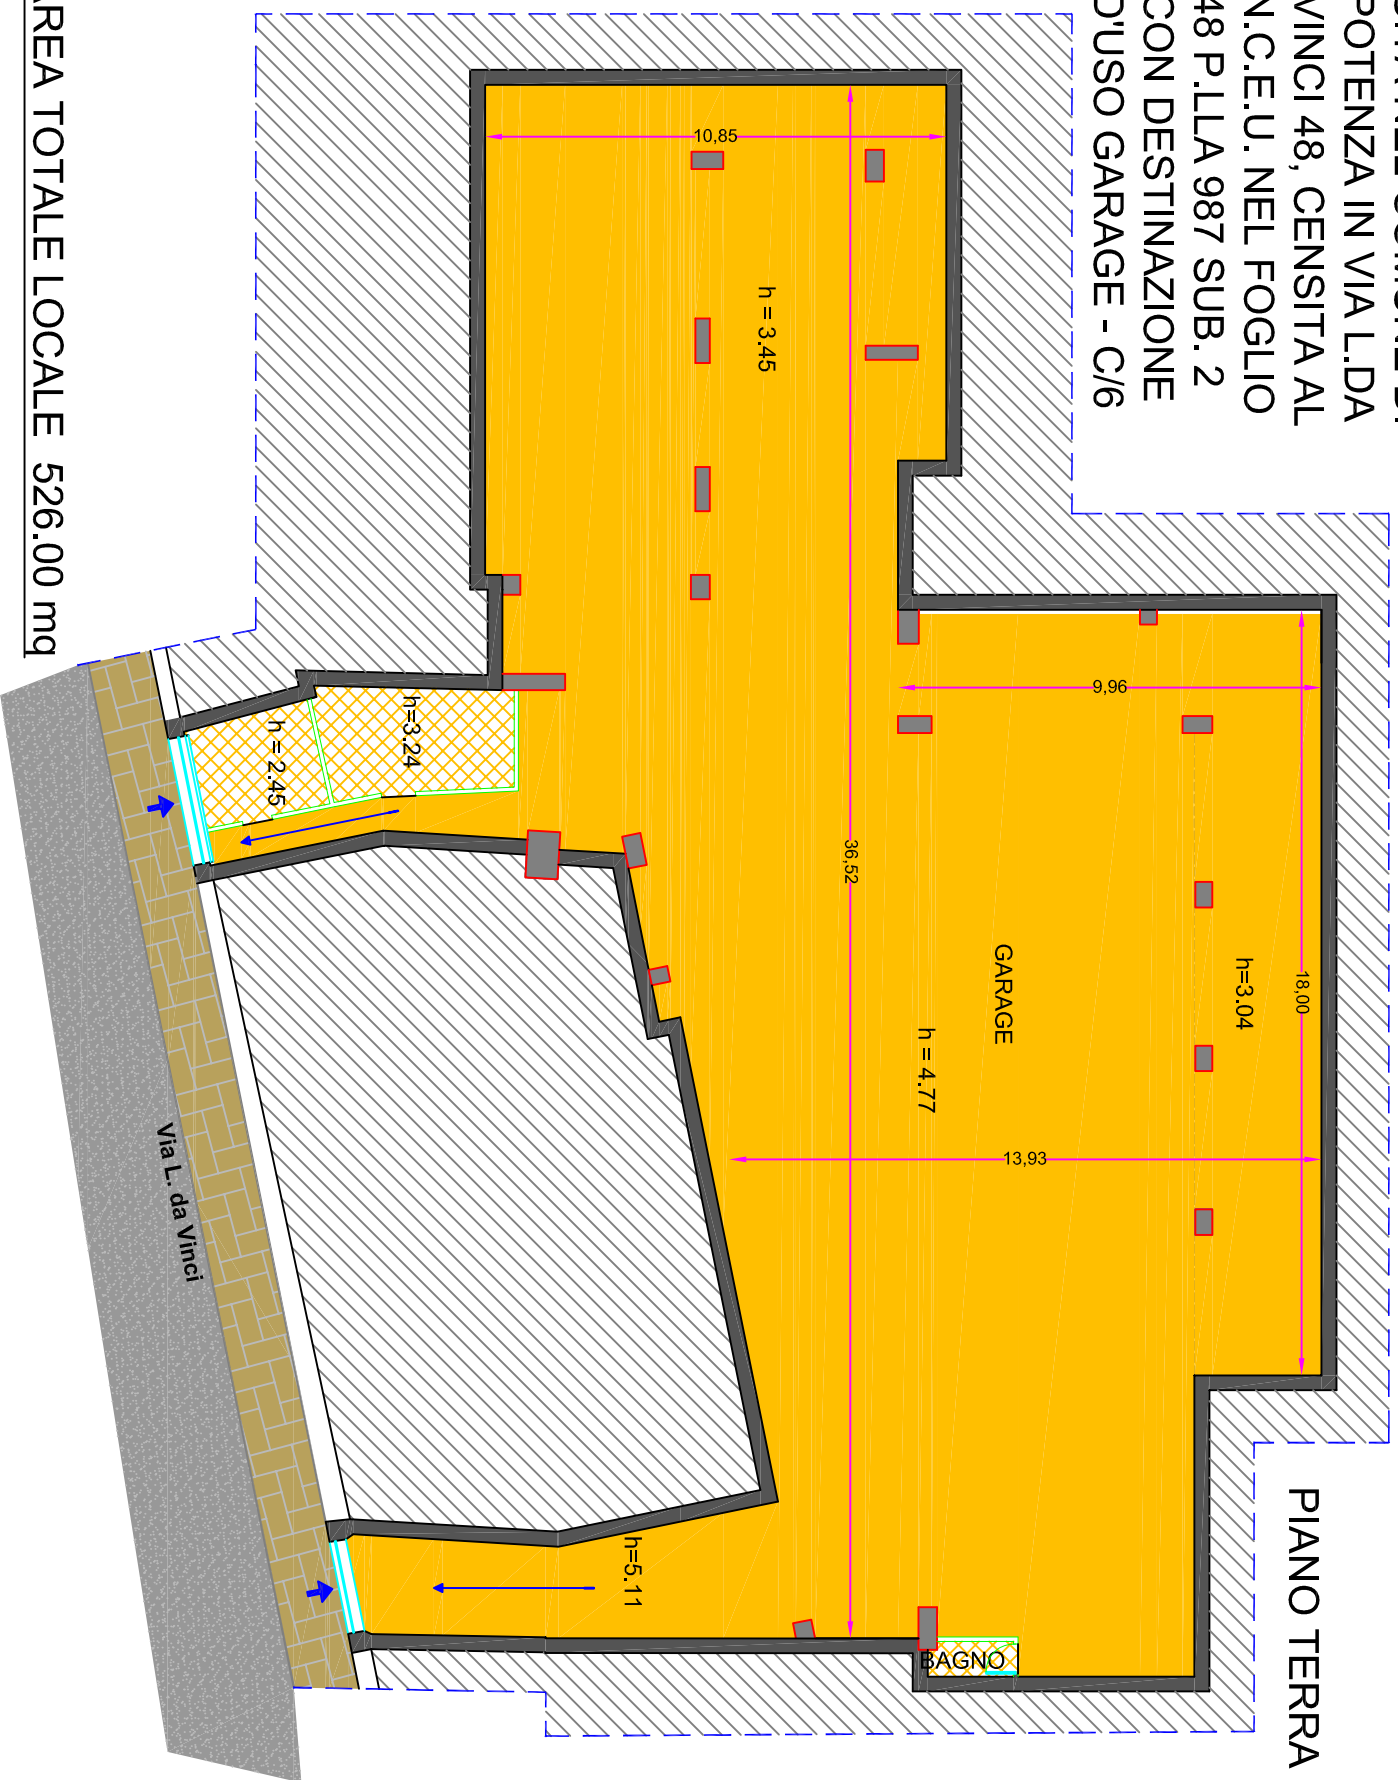 POTENZA IN VIA L.DA
VINCI 48, CENSITA AL
N.C.E.U. NEL FOGLIO
48 P.LLA 987 SUB. 2
CON DESTINAZIONE
D'USO GARAGE - C/6
PIANO TERRA
18,00
h=3.04
9,96
13,93
GARAGE
h = 4.77
BAGNO
36,52
h = 3.45
10,85
h=5.11
h=3.24
h = 2.45
Via L. da Vinci
AREA TOTALE LOCALE 526.00 mq